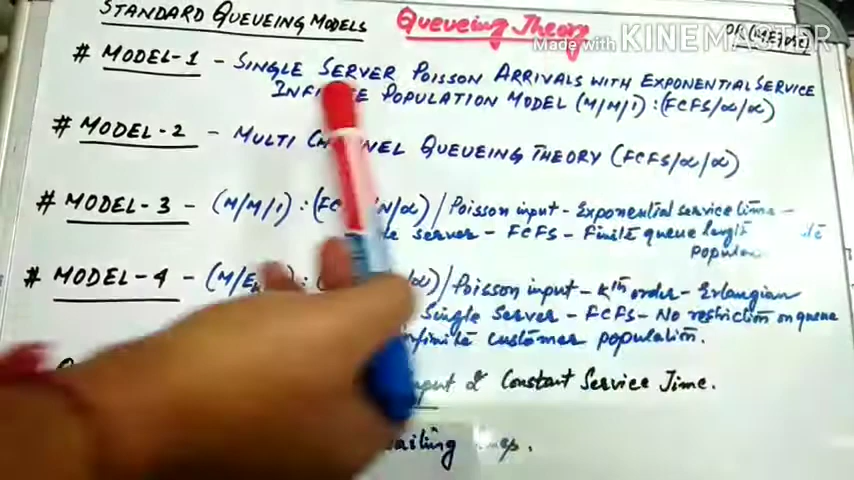 STANDARD QUEUEING MODELS
QUEUEING THEORY
Made with KINEMASTER
# MODEL-1 - SINGLE SERVER POISSON ARRIVALS WITH EXPONENTIAL SERVICE
POPULATION MODEL (M/M/1) : (FCFS/∝/∝)
# MODEL-2 - MULTI QUEUEING THEORY (FCFS/∝/∝)
# MODEL-3 - (M/M/1) : (FC N/∝) / POISSON input - Exponential service time -
server - FCFS - Finite queue length
# MODEL-4 - (M/E /∝) / Poisson input - Kth order - Erlangian
Single Server - FCFS - No restriction on queue
infinite customer population.
& Constant Service Time.
waiting